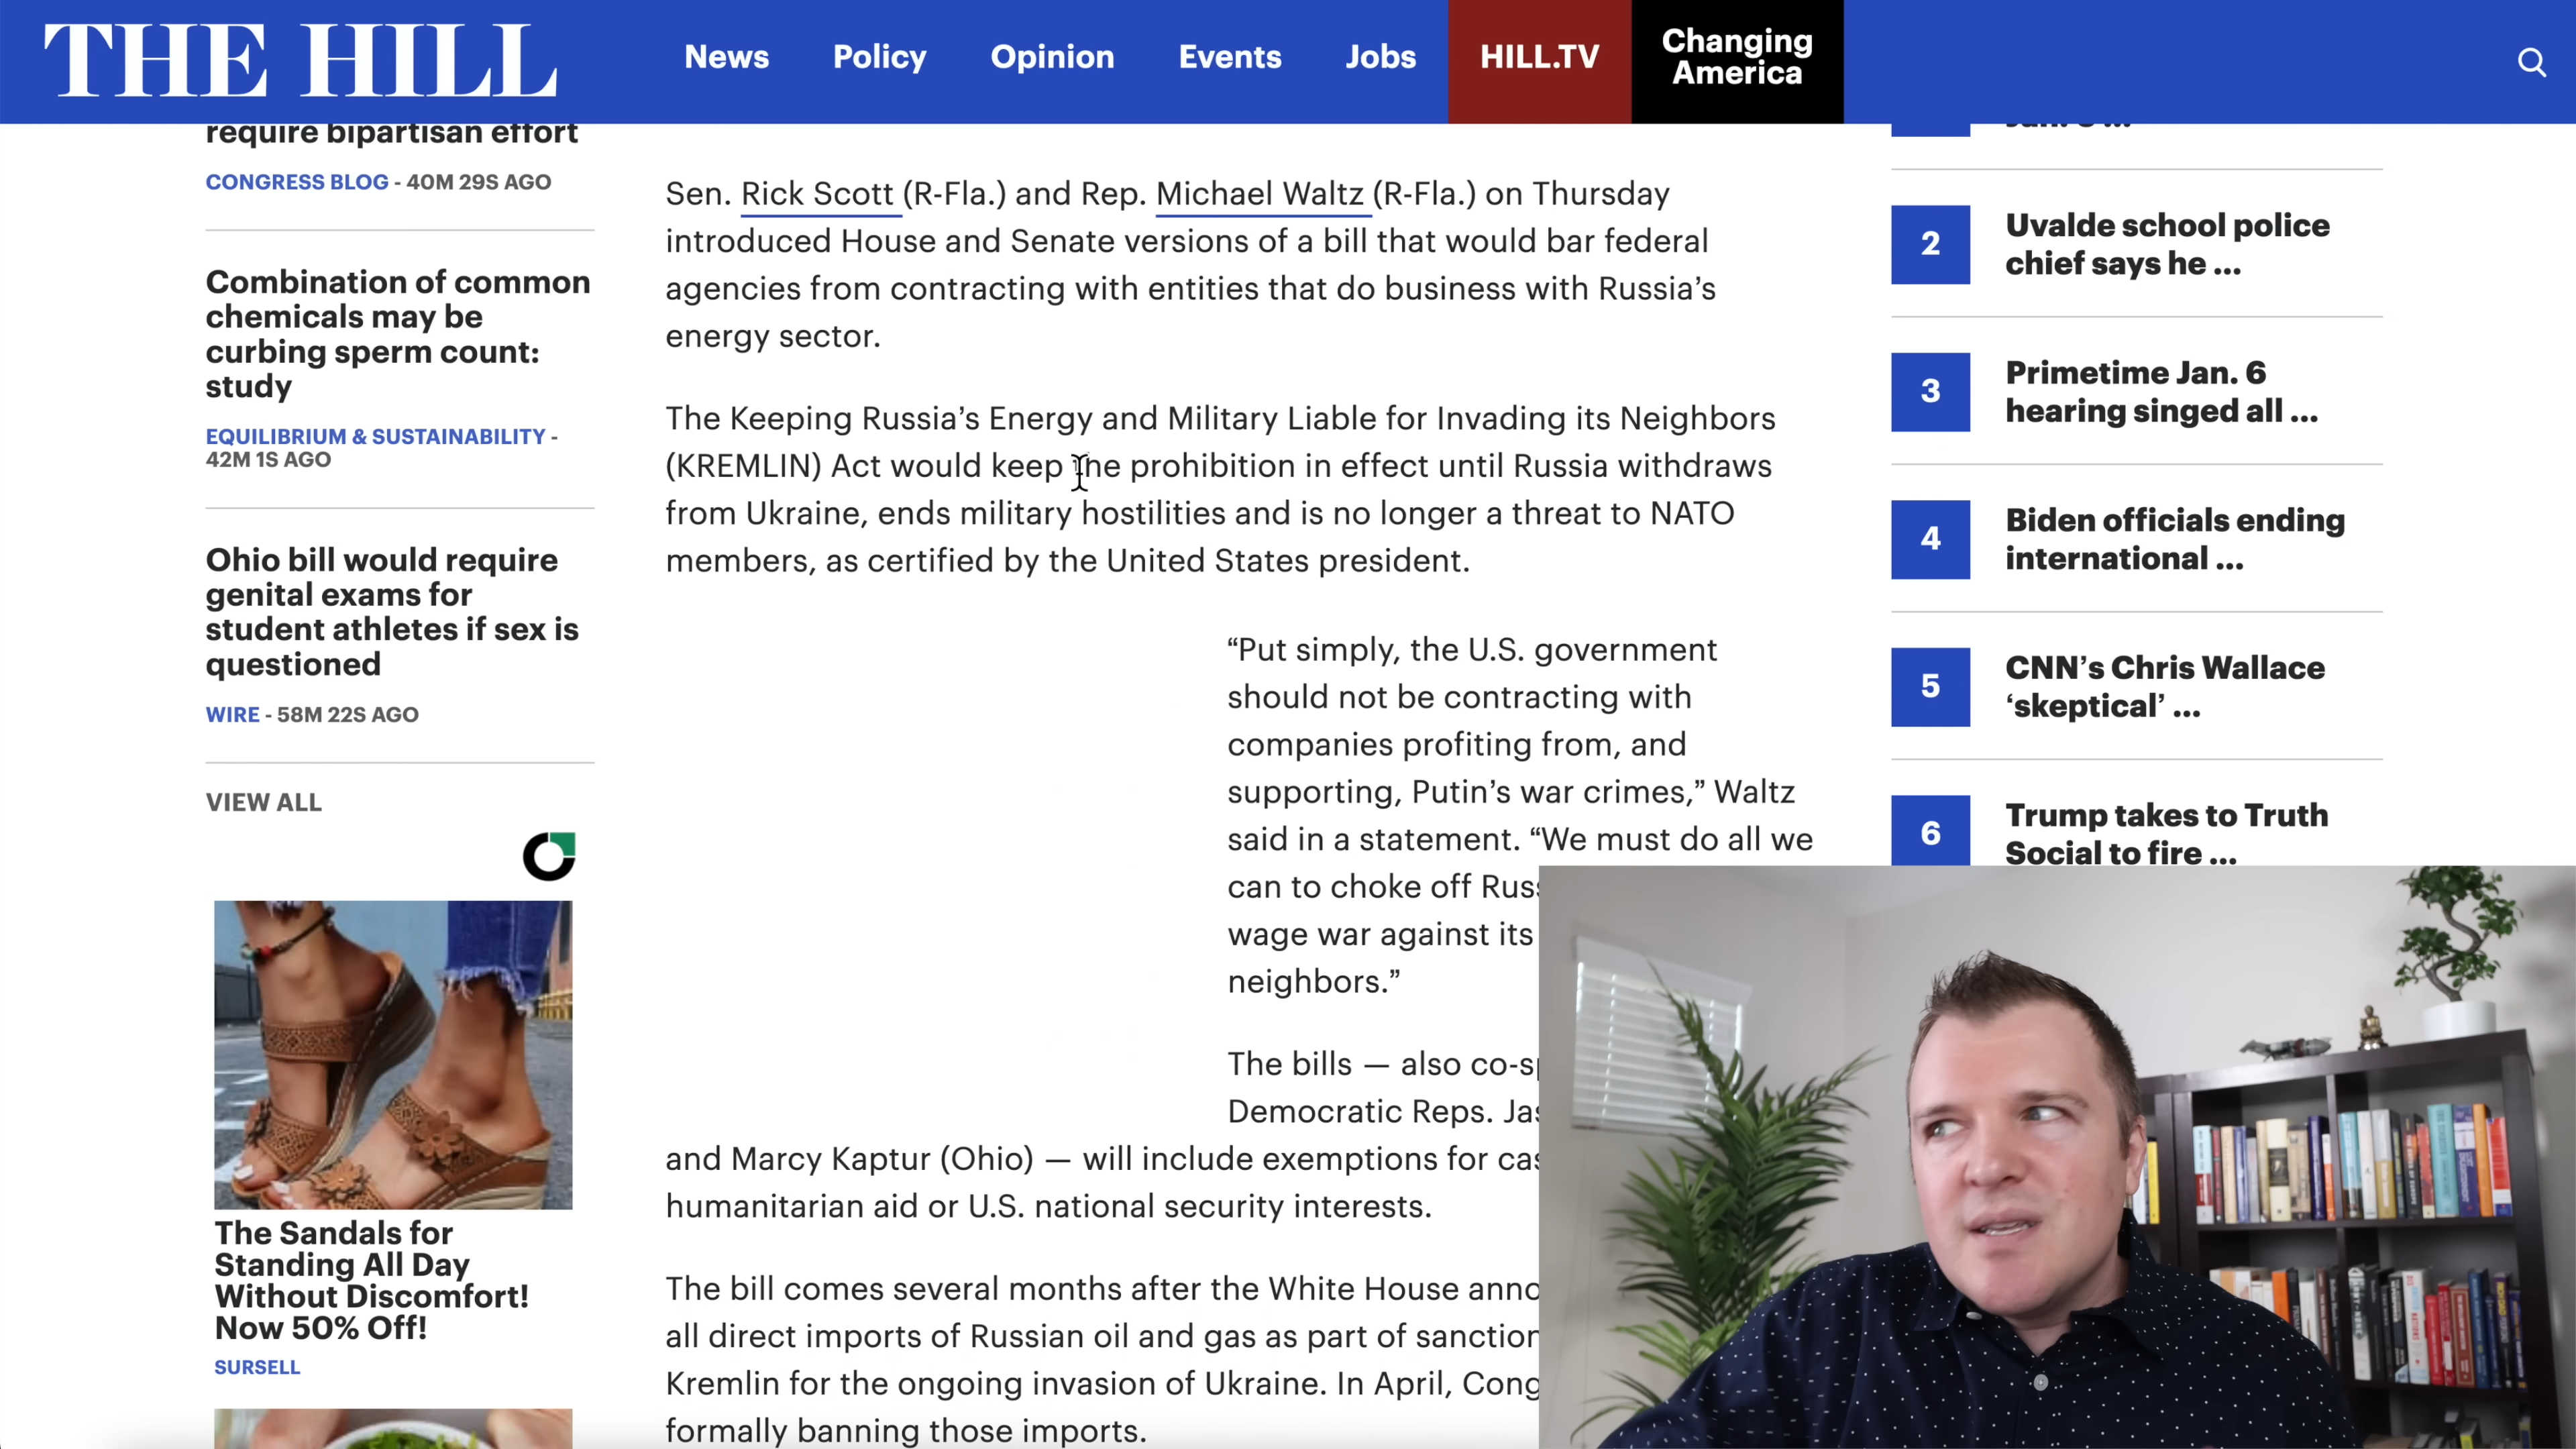 THE HILL
News
Policy
Opinion
Events
Jobs
HILL.TV
Changing
America
require bipartisan effort
CONGRESS BLOG - 40M 29S AGO
Combination of common
chemicals may be
curbing sperm count:
study
EQUILIBRIUM & SUSTAINABILITY -
42M 1S AGO
Ohio bill would require
genital exams for
student athletes if sex is
questioned
WIRE - 58M 22S AGO
VIEW ALL
The Sandals for
Standing All Day
Without Discomfort!
Now 50% Off!
SURSELL
Sen. Rick Scott (R-Fla.) and Rep. Michael Waltz (R-Fla.) on Thursday
introduced House and Senate versions of a bill that would bar federal
agencies from contracting with entities that do business with Russia’s
energy sector.
The Keeping Russia’s Energy and Military Liable for Invading its Neighbors
(KREMLIN) Act would keep the prohibition in effect until Russia withdraws
from Ukraine, ends military hostilities and is no longer a threat to NATO
members, as certified by the United States president.
“Put simply, the U.S. government
should not be contracting with
companies profiting from, and
supporting, Putin’s war crimes,” Waltz
said in a statement. “We must do all we
can to choke off
wage war against its
neighbors.”
The bills — also
Democratic Reps.
and Marcy Kaptur (Ohio) — will include exemptions for
humanitarian aid or U.S. national security interests.
The bill comes several months after the White House
all direct imports of Russian oil and gas as part of
Kremlin for the ongoing invasion of Ukraine. In April,
formally banning those imports.
2
Uvalde school police
chief says he ...
3
Primetime Jan. 6
hearing singed all ...
4
Biden officials ending
international ...
5
CNN’s Chris Wallace
‘skeptical’ ...
6
Trump takes to Truth
Social to fire ...